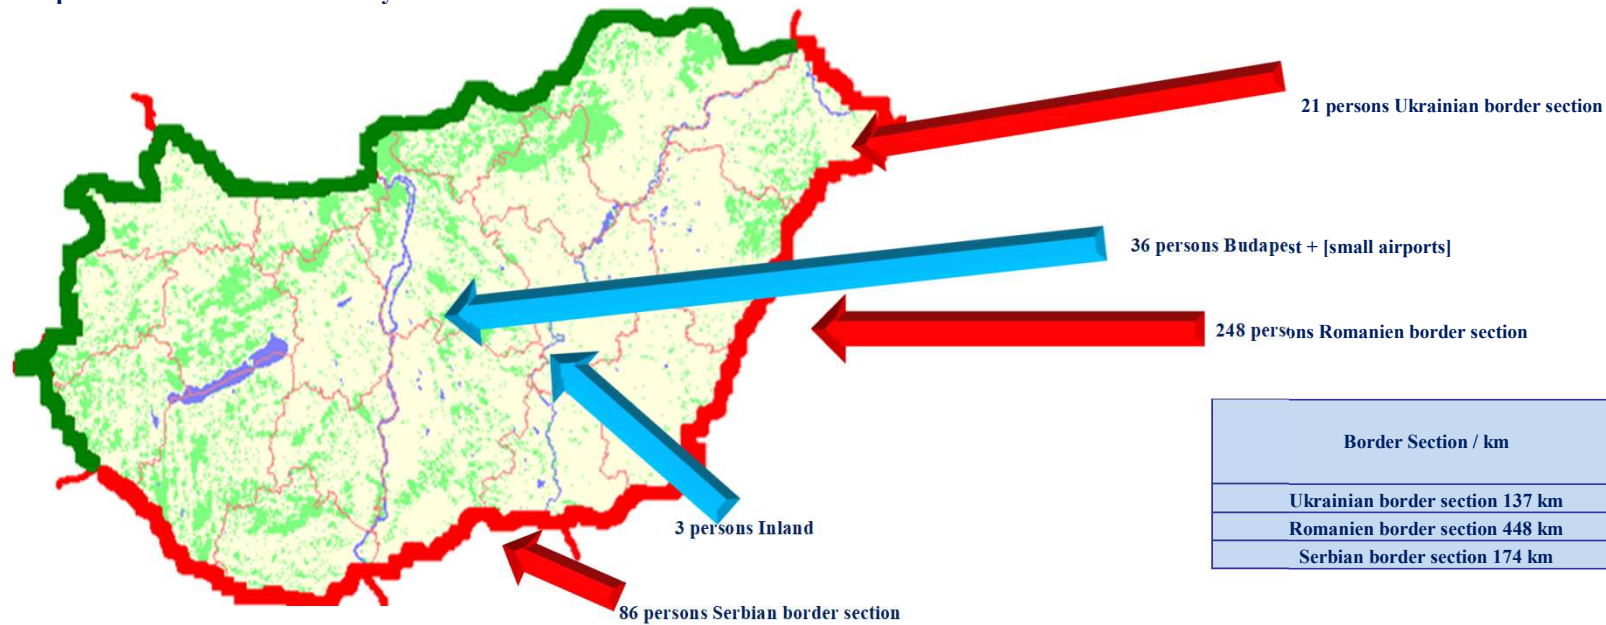 21 persons Ukrainian border section
36 persons Budapest + [small airports]
248 persons Romanien border section
Border Section / km
Ukrainian border section 137 km
Romanien border section 448 km
Serbian border section 174 km
3 persons Inland
86 persons Serbian border section